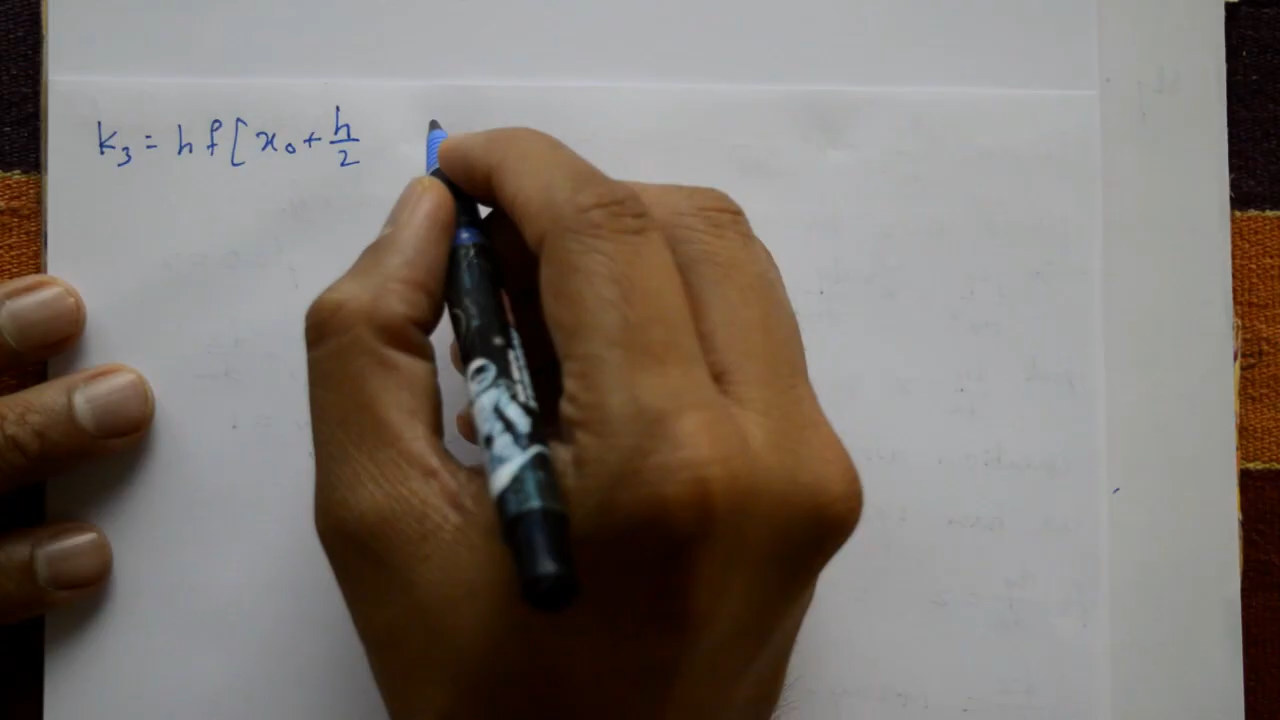 k₃ = h f [ x₀ + h/2